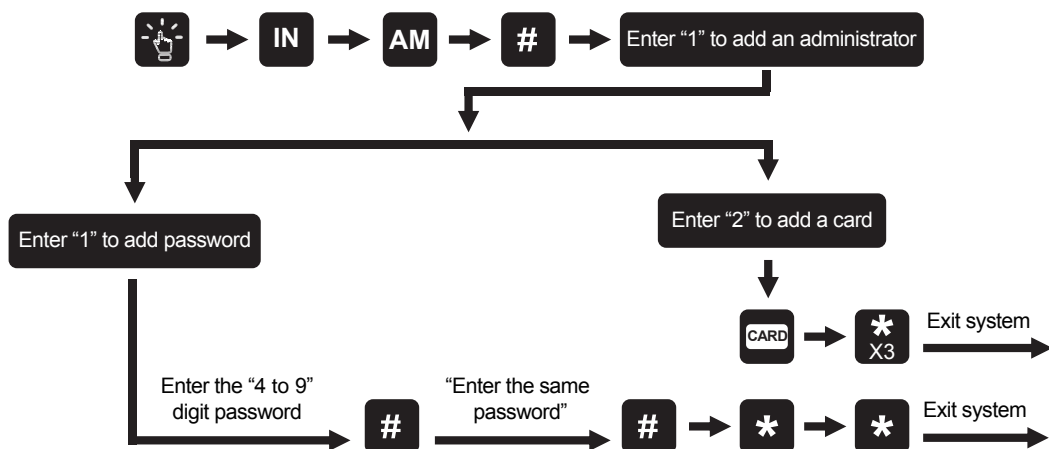 IN
AM
#
Enter “1” to add an administrator
Enter “1” to add password
Enter “2” to add a card
CARD
*
X3
Exit system
Enter the “4 to 9”
digit password
#
“Enter the same
password”
#
*
*
Exit system